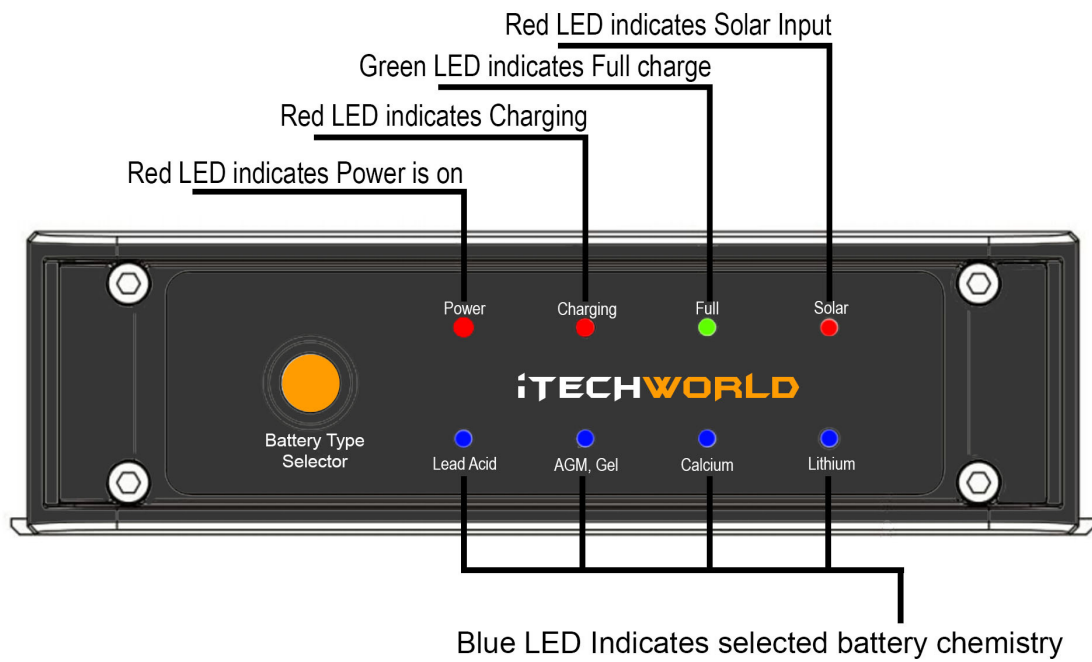 Red LED indicates Solar Input
Green LED indicates Full charge
Red LED indicates Charging
Red LED indicates Power is on
Power
Charging
Full
Solar
iTECHWORLD
Battery Type
Selector
Lead Acid
AGM, Gel
Calcium
Lithium
Blue LED Indicates selected battery chemistry